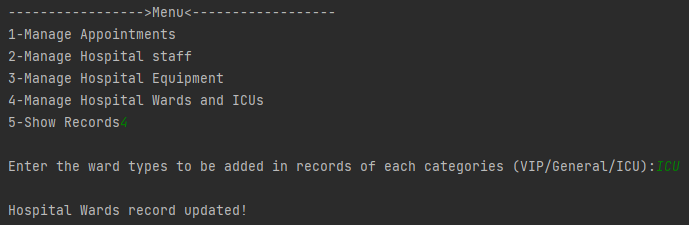 ----------------->Menu<------------------
1-Manage Appointments
2-Manage Hospital staff
3-Manage Hospital Equipment
4-Manage Hospital Wards and ICUs
5-Show Records4
Enter the ward types to be added in records of each categories (VIP/General/ICU):ICU
Hospital Wards record updated!